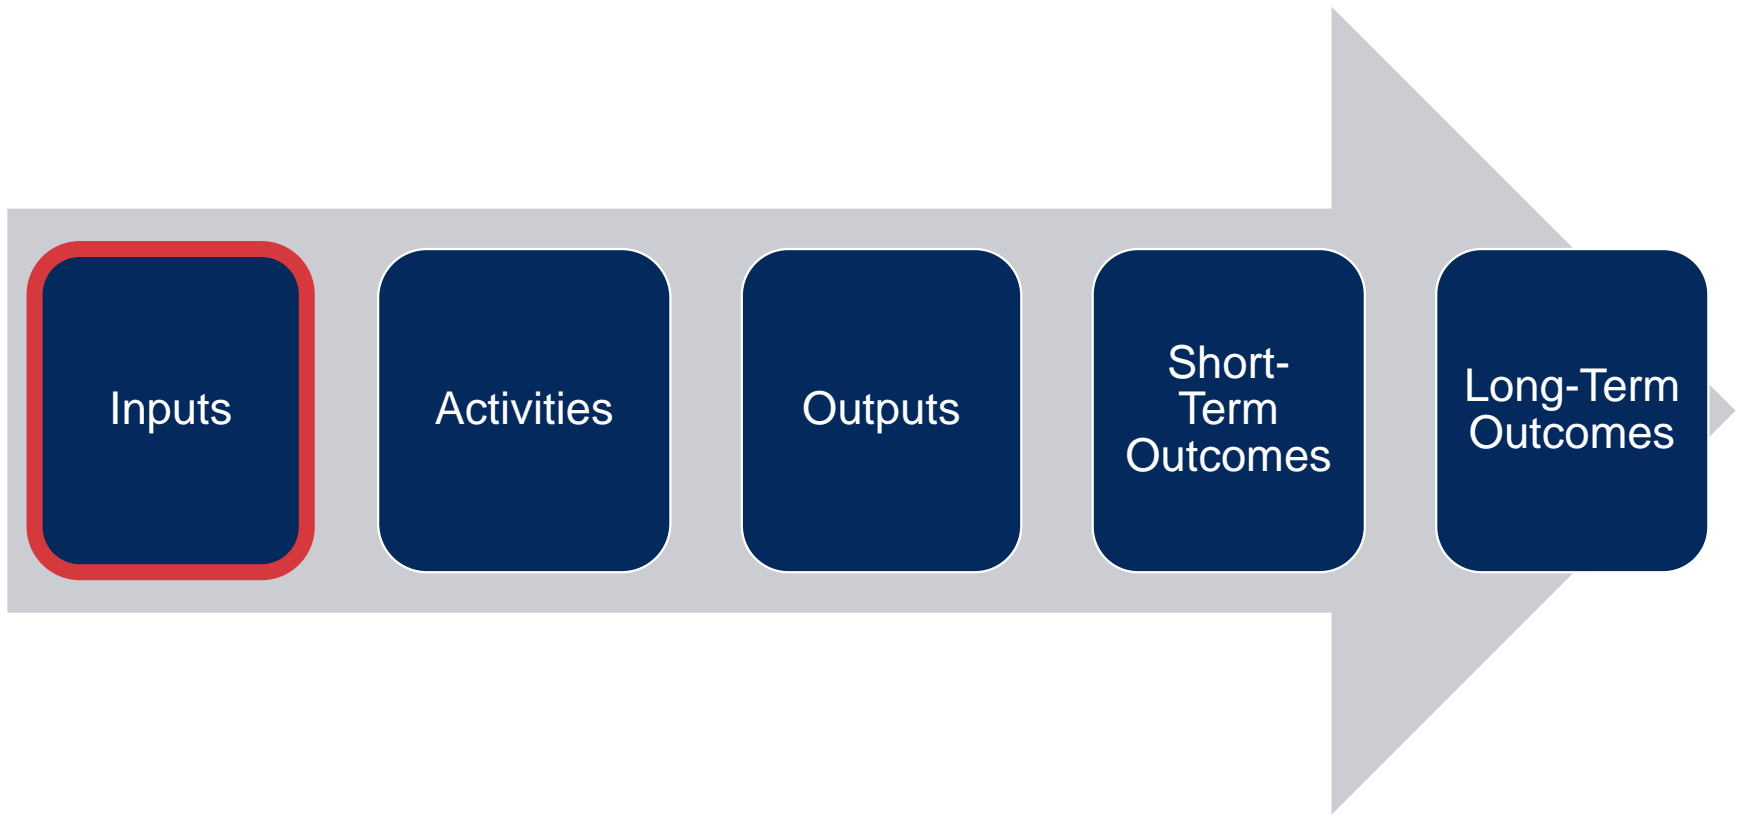 Inputs
Activities
Outputs
Short-
Term
Outcomes
Long-Term
Outcomes